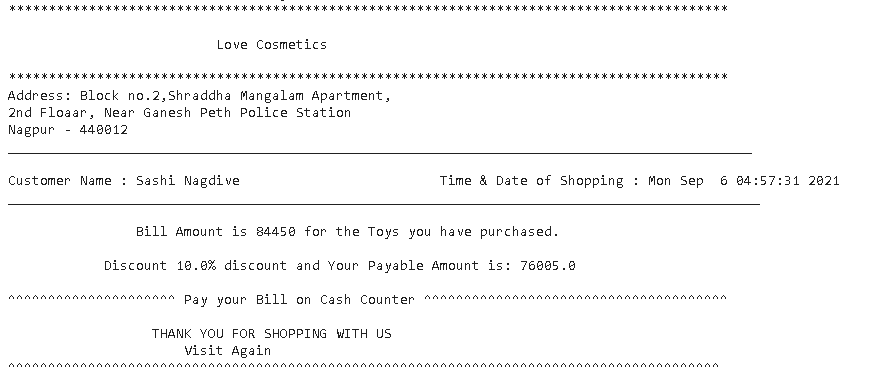 ******************************************************************************************
Love Cosmetics
******************************************************************************************
Address: Block no.2,Shraddha Mangalam Apartment,
2nd Floaar, Near Ganesh Peth Police Station
Nagpur - 440012
_____________________________________________________________________________________________
Customer Name : Sashi Nagdive                         Time & Date of Shopping : Mon Sep  6 04:57:31 2021
______________________________________________________________________________________________
Bill Amount is 84450 for the Toys you have purchased.
Discount 10.0% discount and Your Payable Amount is: 76005.0
^^^^^^^^^^^^^^^^^^^^^ Pay your Bill on Cash Counter ^^^^^^^^^^^^^^^^^^^^^^^^^^^^^^^^^^^^^^
THANK YOU FOR SHOPPING WITH US
Visit Again
^^^^^^^^^^^^^^^^^^^^^^^^^^^^^^^^^^^^^^^^^^^^^^^^^^^^^^^^^^^^^^^^^^^^^^^^^^^^^^^^^^^^^^^^^